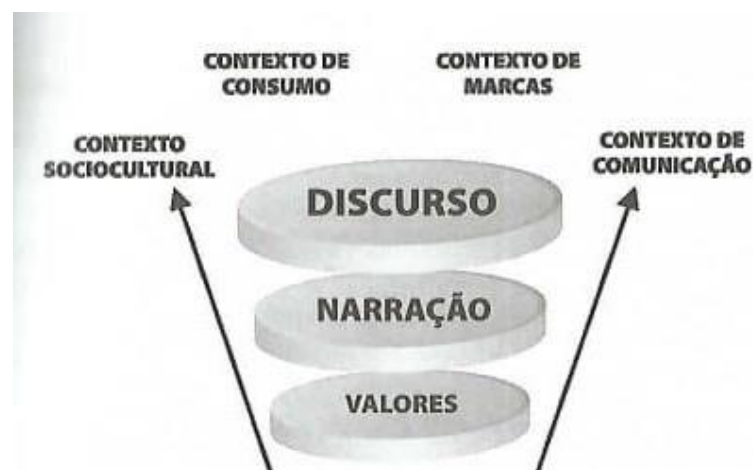 CONTEXTO DE
CONSUMO
CONTEXTO DE
MARCAS
CONTEXTO
SOCIOCULTURAL
CONTEXTO DE
COMUNICAÇÃO
DISCURSO
NARRAÇÃO
VALORES